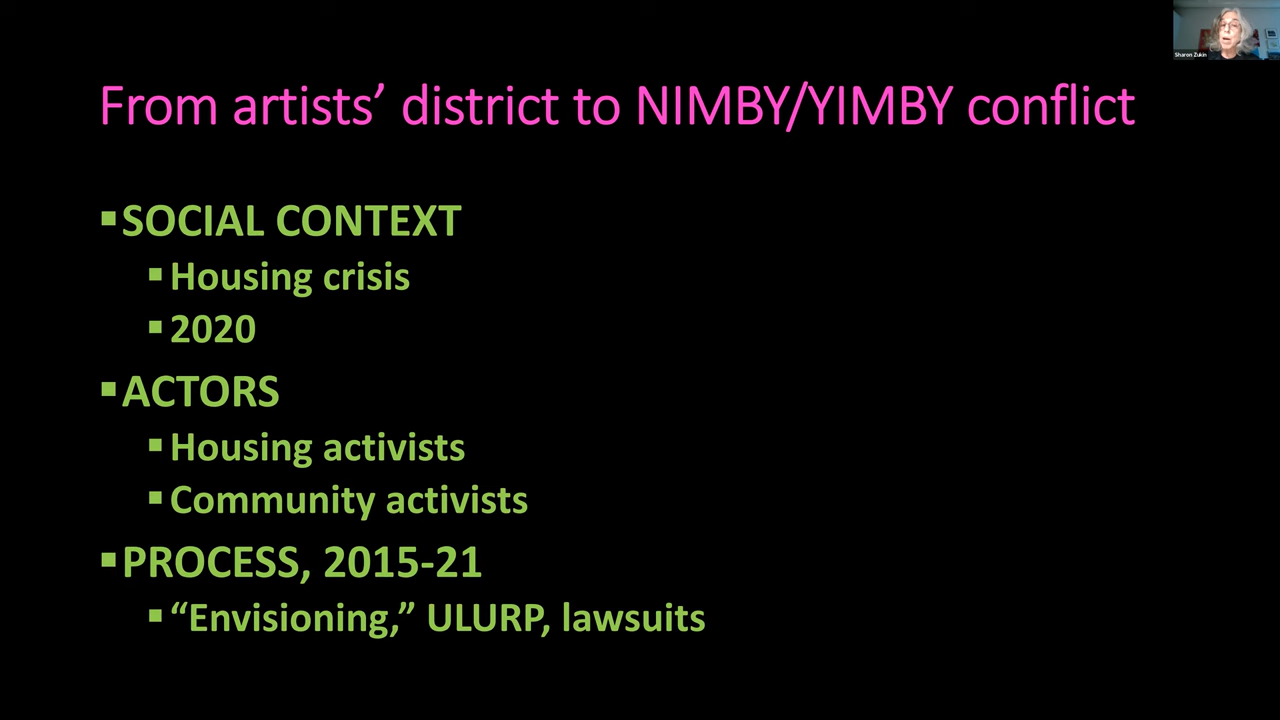 Sharon Zukin
From artists’ district to NIMBY/YIMBY conflict
▪SOCIAL CONTEXT
▪Housing crisis
▪2020
▪ACTORS
▪Housing activists
▪Community activists
▪PROCESS, 2015-21
▪“Envisioning,” ULURP, lawsuits